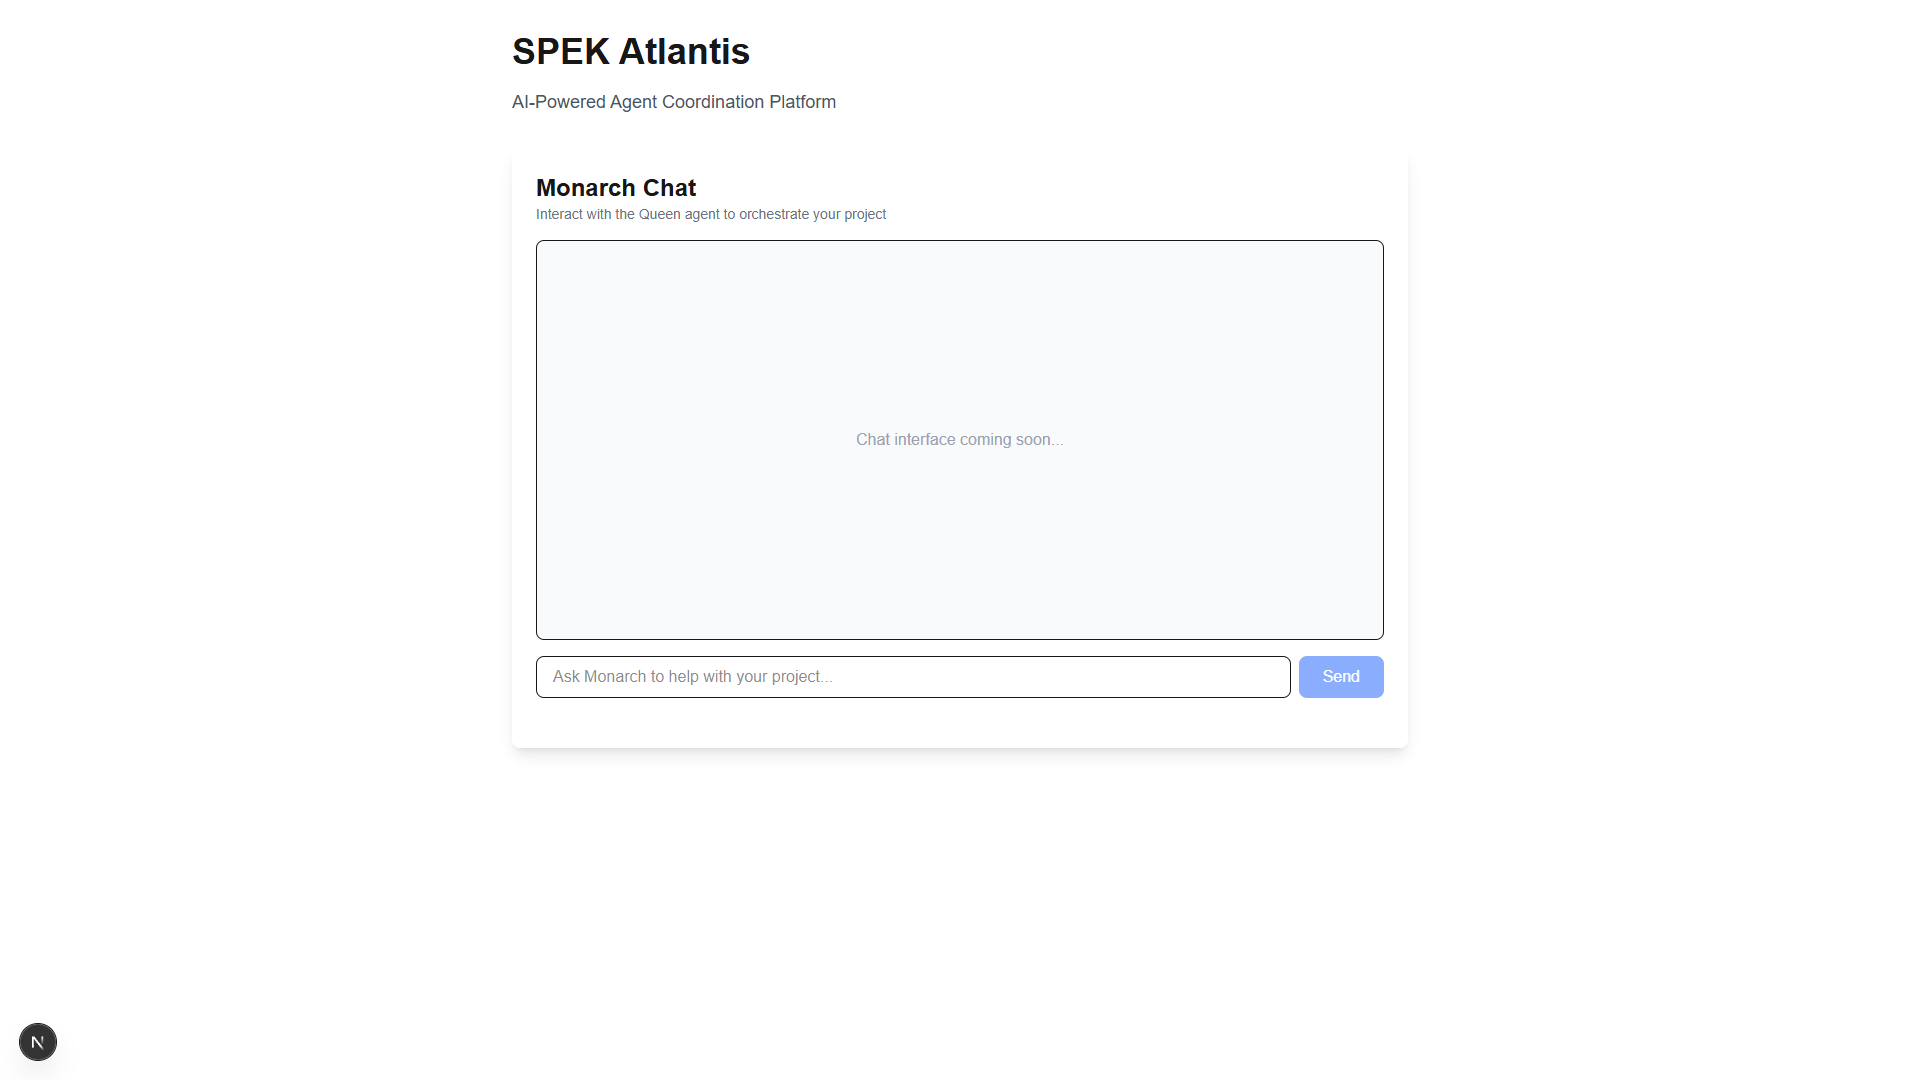 SPEK Atlantis
AI-Powered Agent Coordination Platform
Monarch Chat
Interact with the Queen agent to orchestrate your project
Chat interface coming soon...
Ask Monarch to help with your project...
Send
N